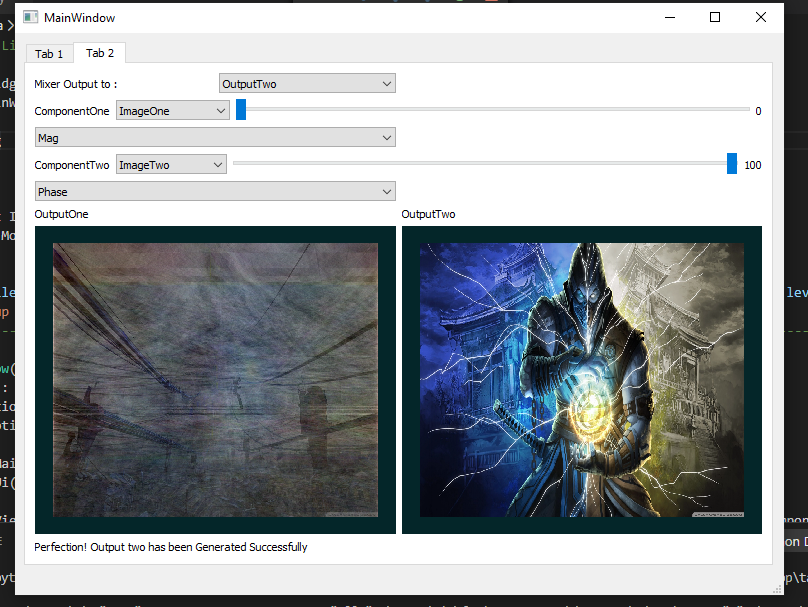 MainWindow
Tab 1
Tab 2
Mixer Output to :
OutputTwo
ComponentOne
ImageOne
0
Mag
ComponentTwo
ImageTwo
100
Phase
OutputOne
OutputTwo
Perfection! Output two has been Generated Successfully